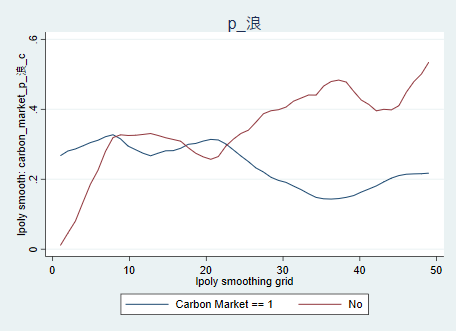 p_浪
lpoly smooth: carbon_market_p_浪_c
.6
.4
.2
0
0
10
20
30
40
50
lpoly smoothing grid
Carbon Market == 1
No